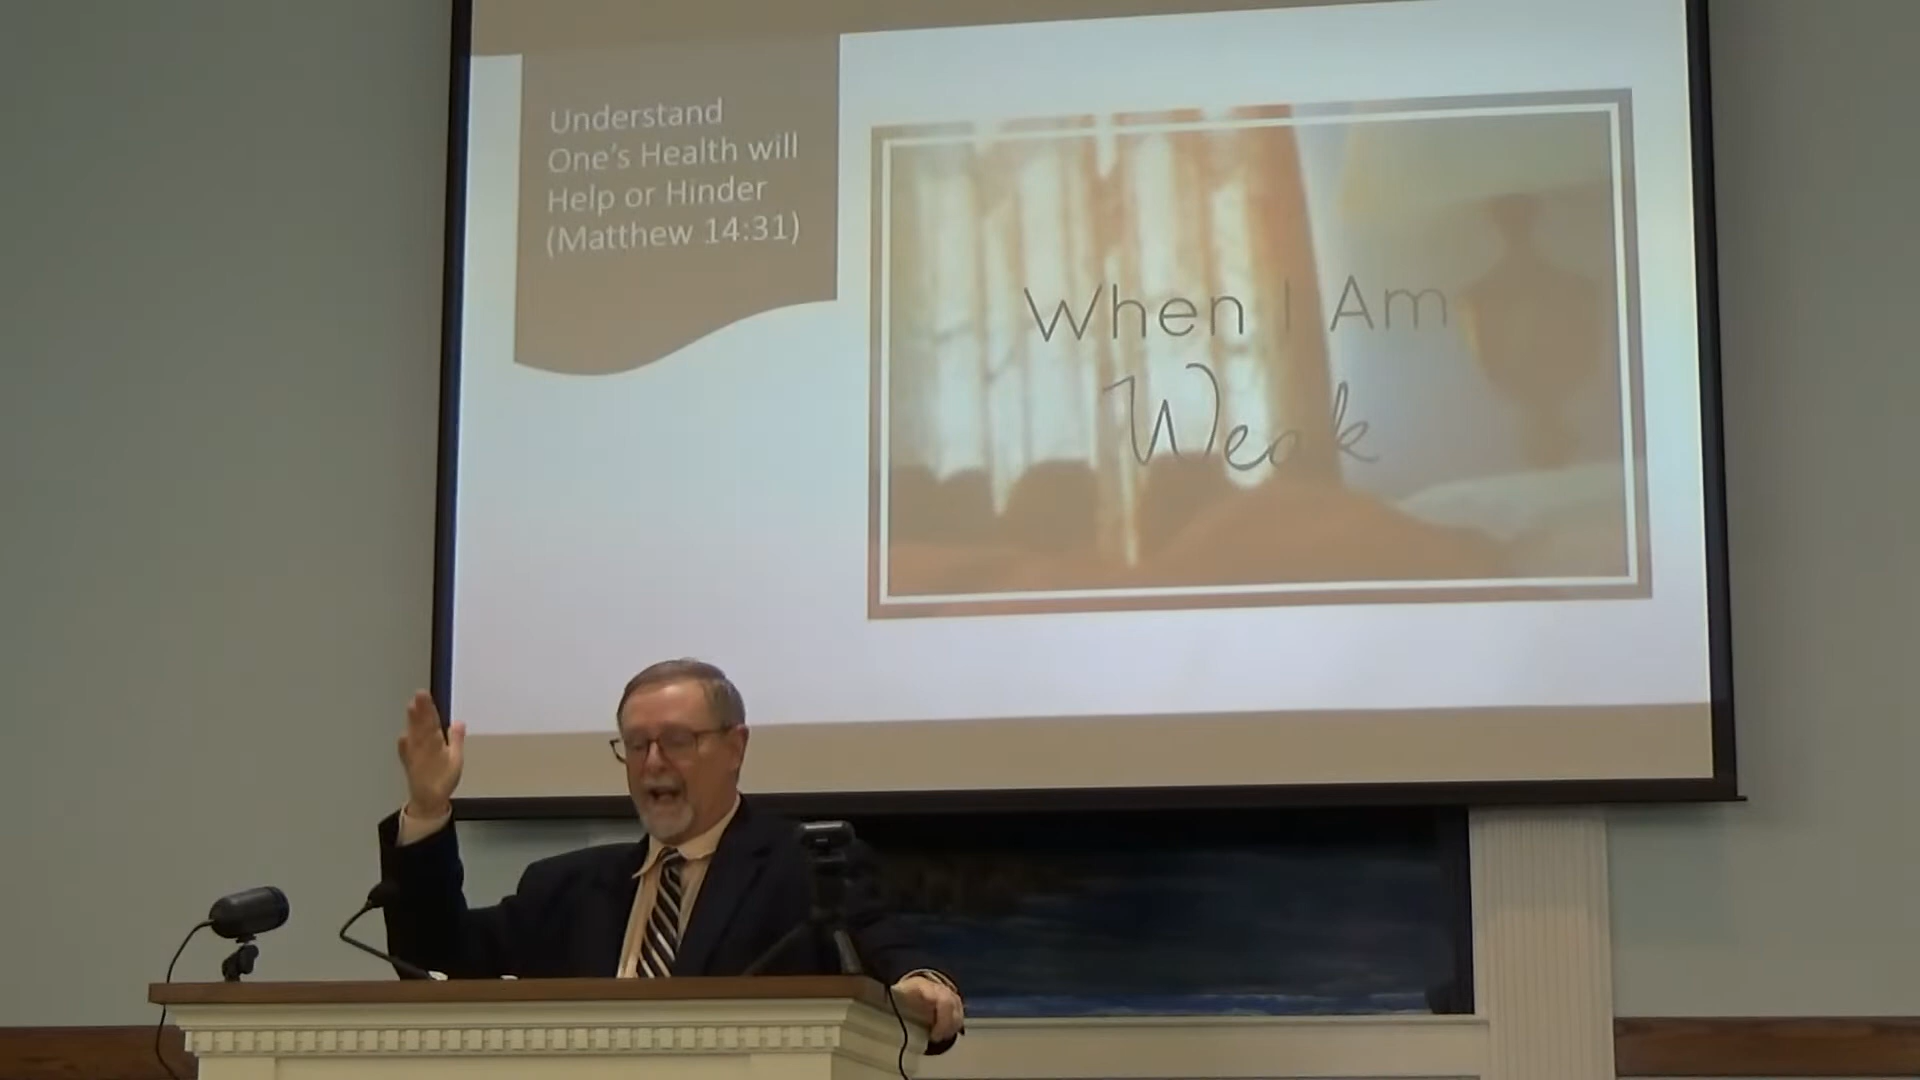 Understand
One's Health will
Help or Hinder
(Matthew 14:31)
When I Am
Weak